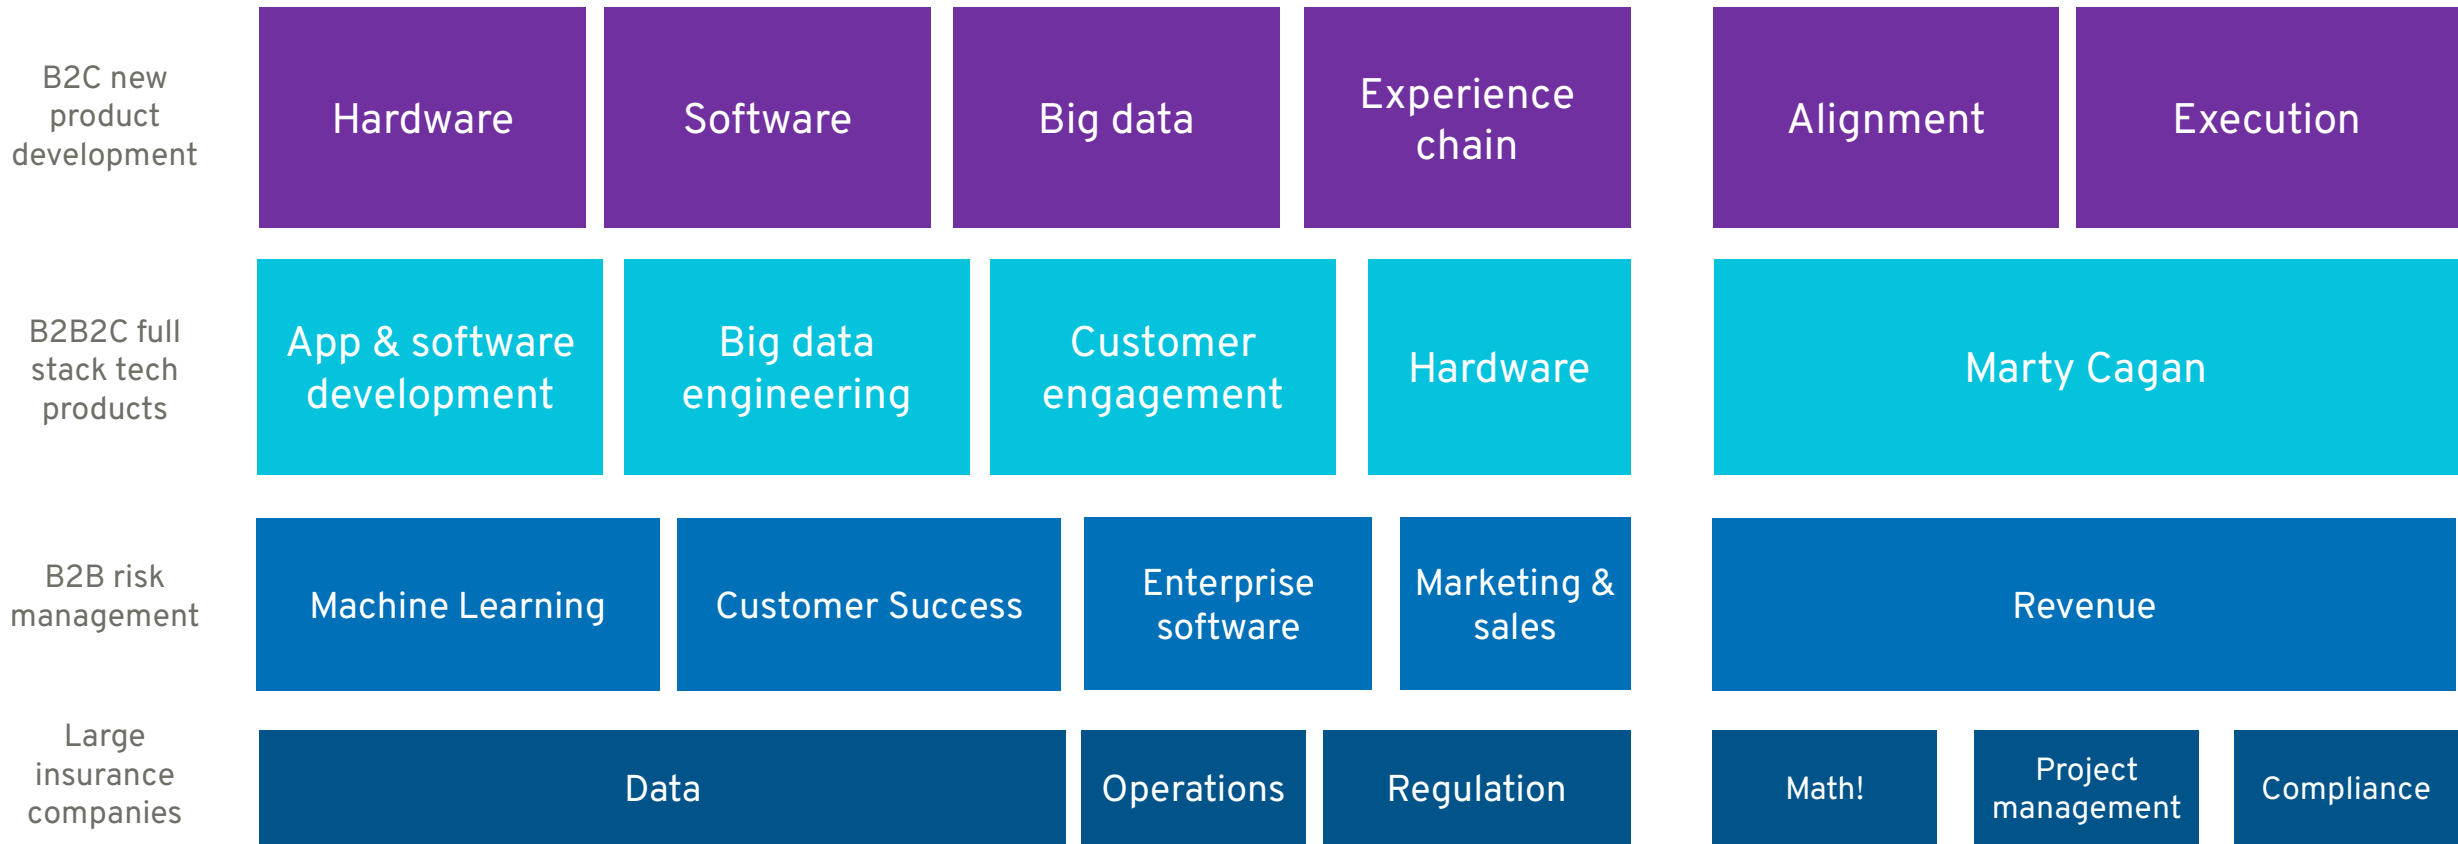 B2C new
product
development
Hardware
Software
Big data
Experience
chain
Alignment
Execution
B2B2C full
stack tech
products
App & software
development
Big data
engineering
Customer
engagement
Hardware
Marty Cagan
B2B risk
management
Machine Learning
Customer Success
Enterprise
software
Marketing &
sales
Revenue
Large
insurance
companies
Data
Operations
Regulation
Math!
Project
management
Compliance